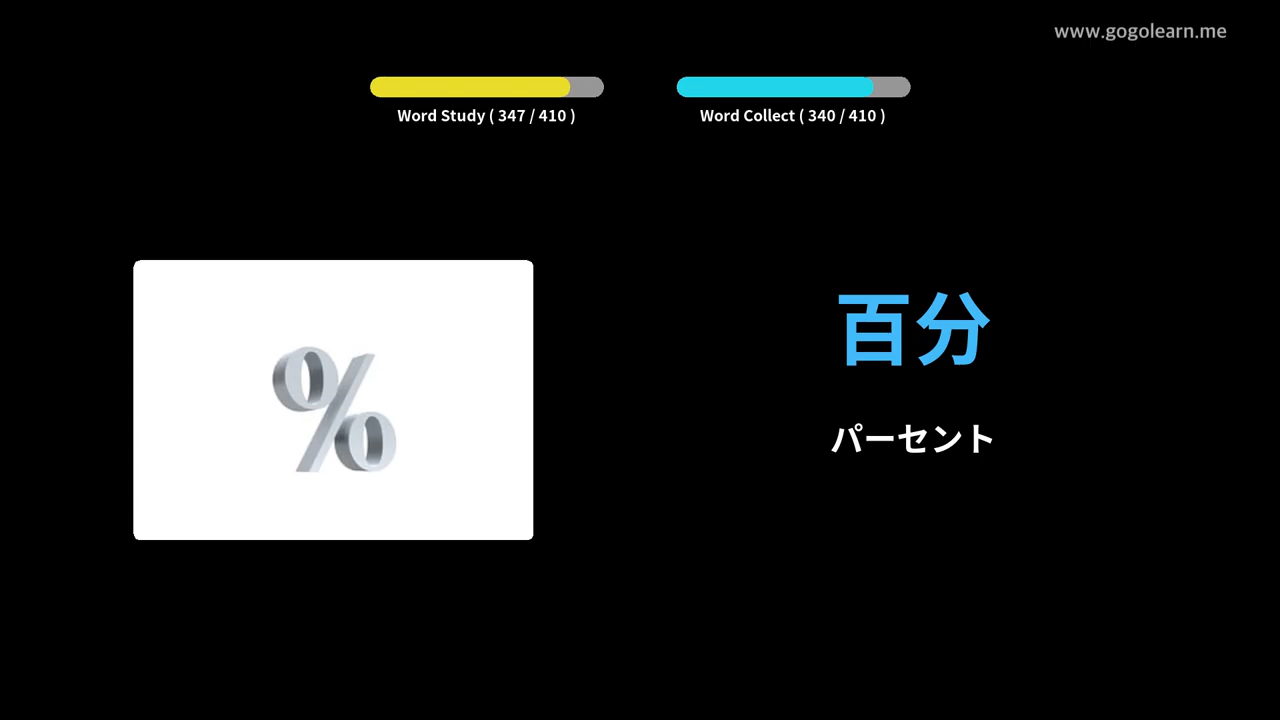 www.gogolearn.me
Word Study ( 347 / 410 )
Word Collect ( 340 / 410 )
%
百分
パーセント